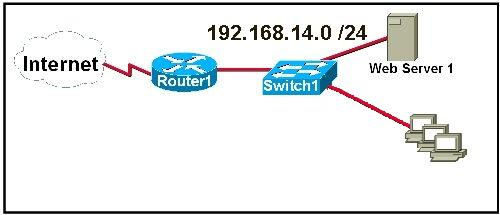 192.168.14.0 /24
Internet
Router1
Switch1
Web Server 1